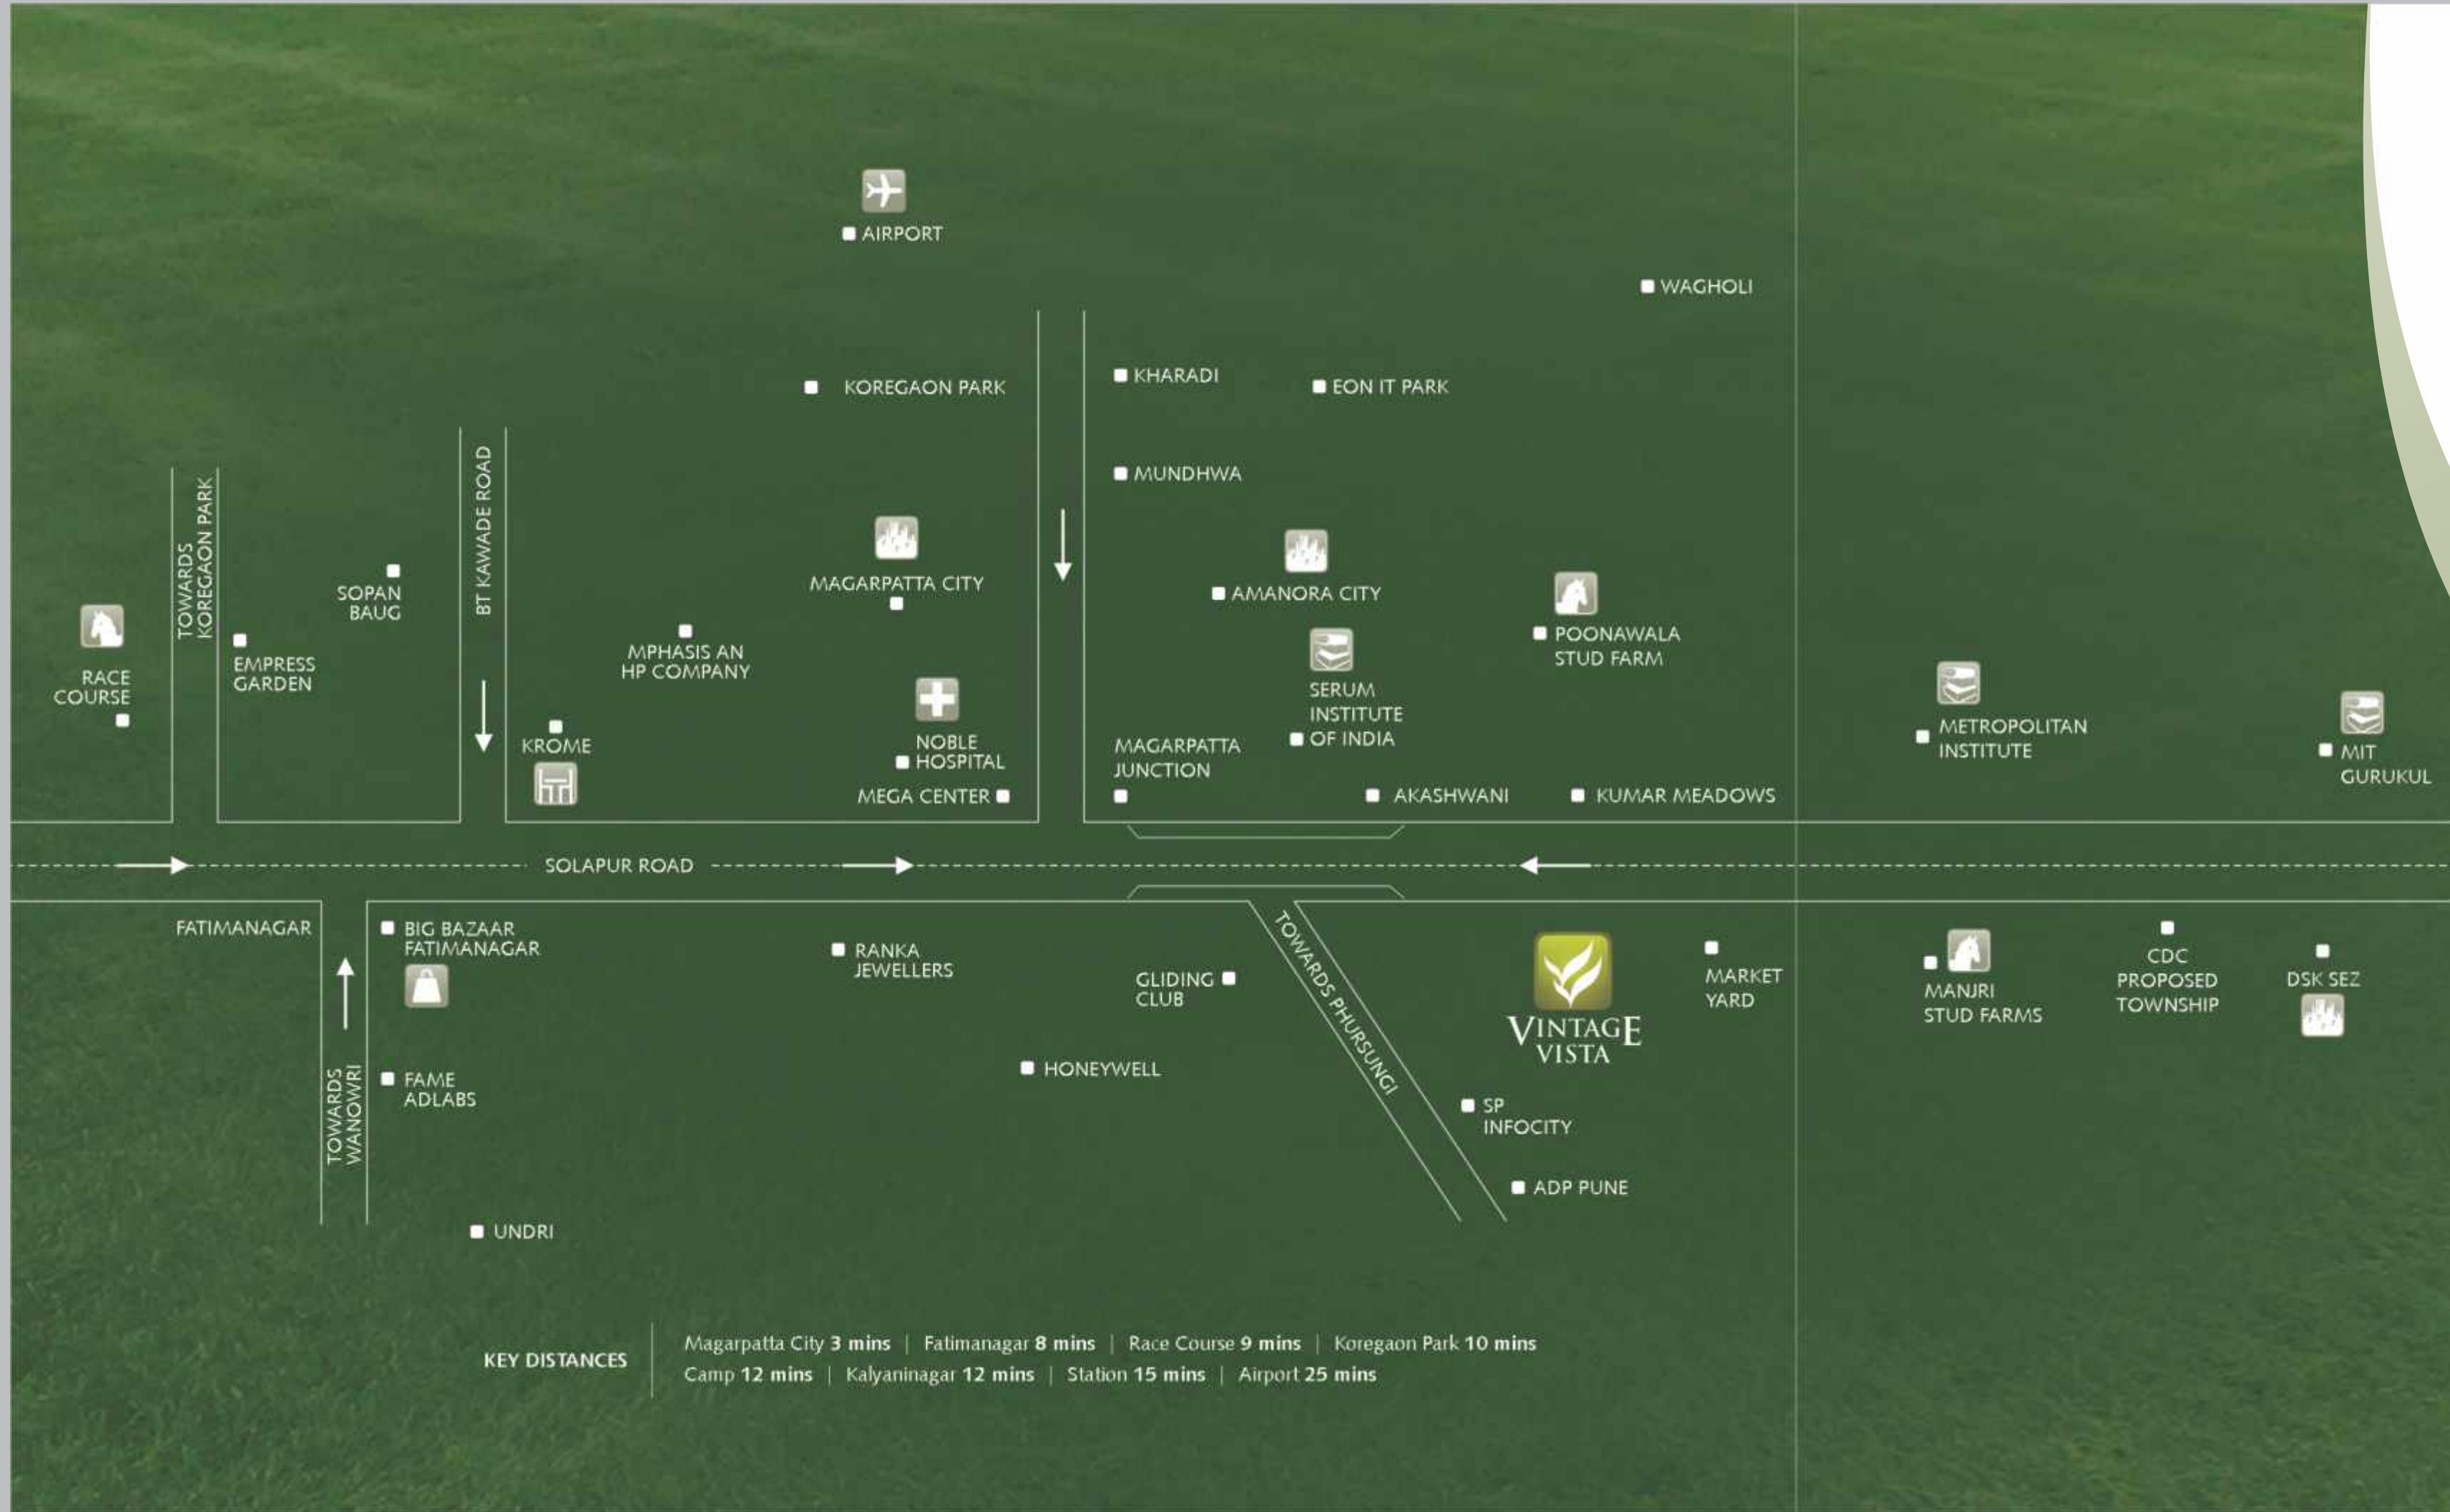 AIRPORT
WAGHOLI
KOREGAON PARK
KHARADI
EON IT PARK
MUNDHWA
TOWARDS
KOREGAON PARK
BT KAWADE ROAD
SOPAN
BAUG
MAGARPATTA CITY
AMANORA CITY
RACE
COURSE
EMPRESS
GARDEN
MPHASIS AN
HP COMPANY
POONAWALA
STUD FARM
KROME
NOBLE
HOSPITAL
MEGA CENTER
MAGARPATTA
JUNCTION
SERUM
INSTITUTE
OF INDIA
AKASHWANI
KUMAR MEADOWS
METROPOLITAN
INSTITUTE
MIT
GURUKUL
SOLAPUR ROAD
FATIMANAGAR
BIG BAZAAR
FATIMANAGAR
RANKA
JEWELLERS
GLIDING
CLUB
TOWARDS PHURSUNGI
VINTAGE
VISTA
MARKET
YARD
MANJRI
STUD FARMS
CDC
PROPOSED
TOWNSHIP
DSK SEZ
TOWARDS
WANOWRI
FAME
ADLABS
HONEYWELL
SP
INFOCITY
ADP PUNE
UNDRI
KEY DISTANCES
Magarpatta City 3 mins | Fatimanagar 8 mins | Race Course 9 mins | Koregaon Park 10 mins
Camp 12 mins | Kalyaninagar 12 mins | Station 15 mins | Airport 25 mins